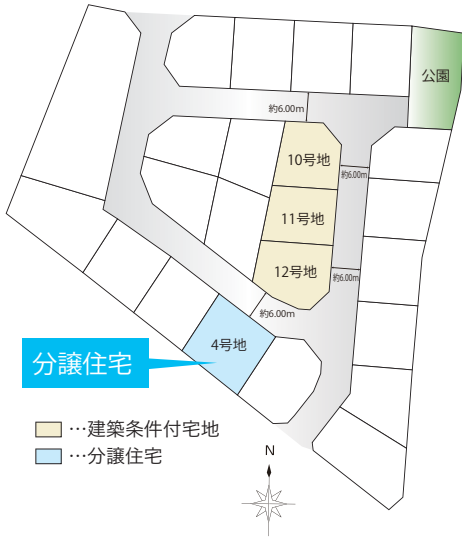 公園
約6.00m
10号地
約6.00m
11号地
12号地
約6.00m
約6.00m
4号地
分譲住宅
…建築条件付宅地
…分譲住宅
N